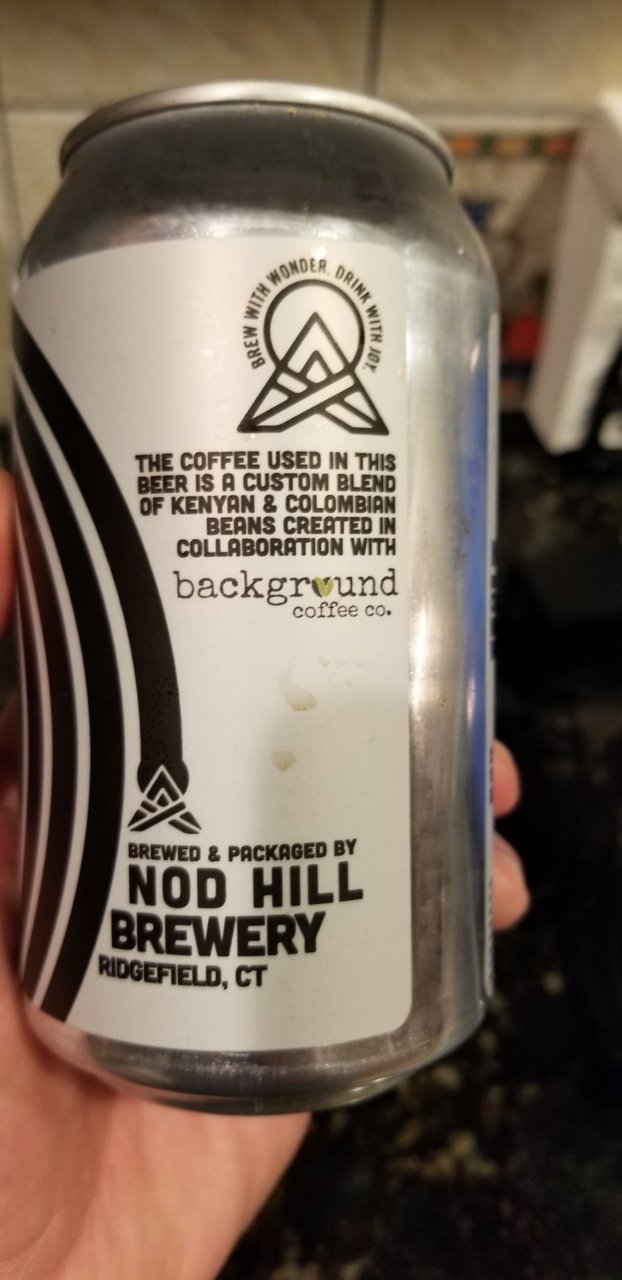 BREW WITH WONDER. DRINK WITH JOY.
THE COFFEE USED IN THIS
BEER IS A CUSTOM BLEND
OF KENYAN & COLOMBIAN
BEANS CREATED IN
COLLABORATION WITH
background
coffee co.
BREWED & PACKAGED BY
NOD HILL
BREWERY
RIDGEFIELD, CT